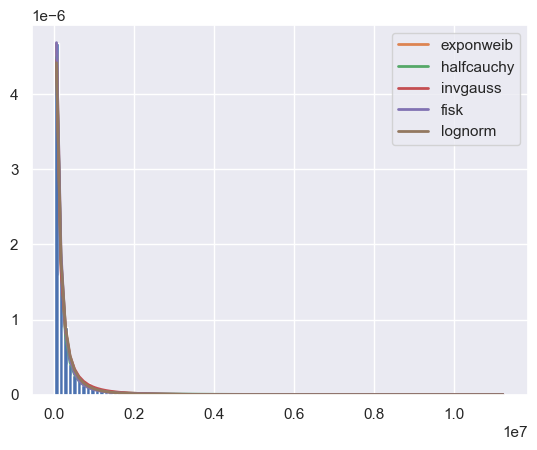 1e−6
exponweib
halfcauchy
invgauss
fisk
lognorm
4
3
2
1
0
0.0 0.2 0.4 0.6 0.8 1.0
1e7